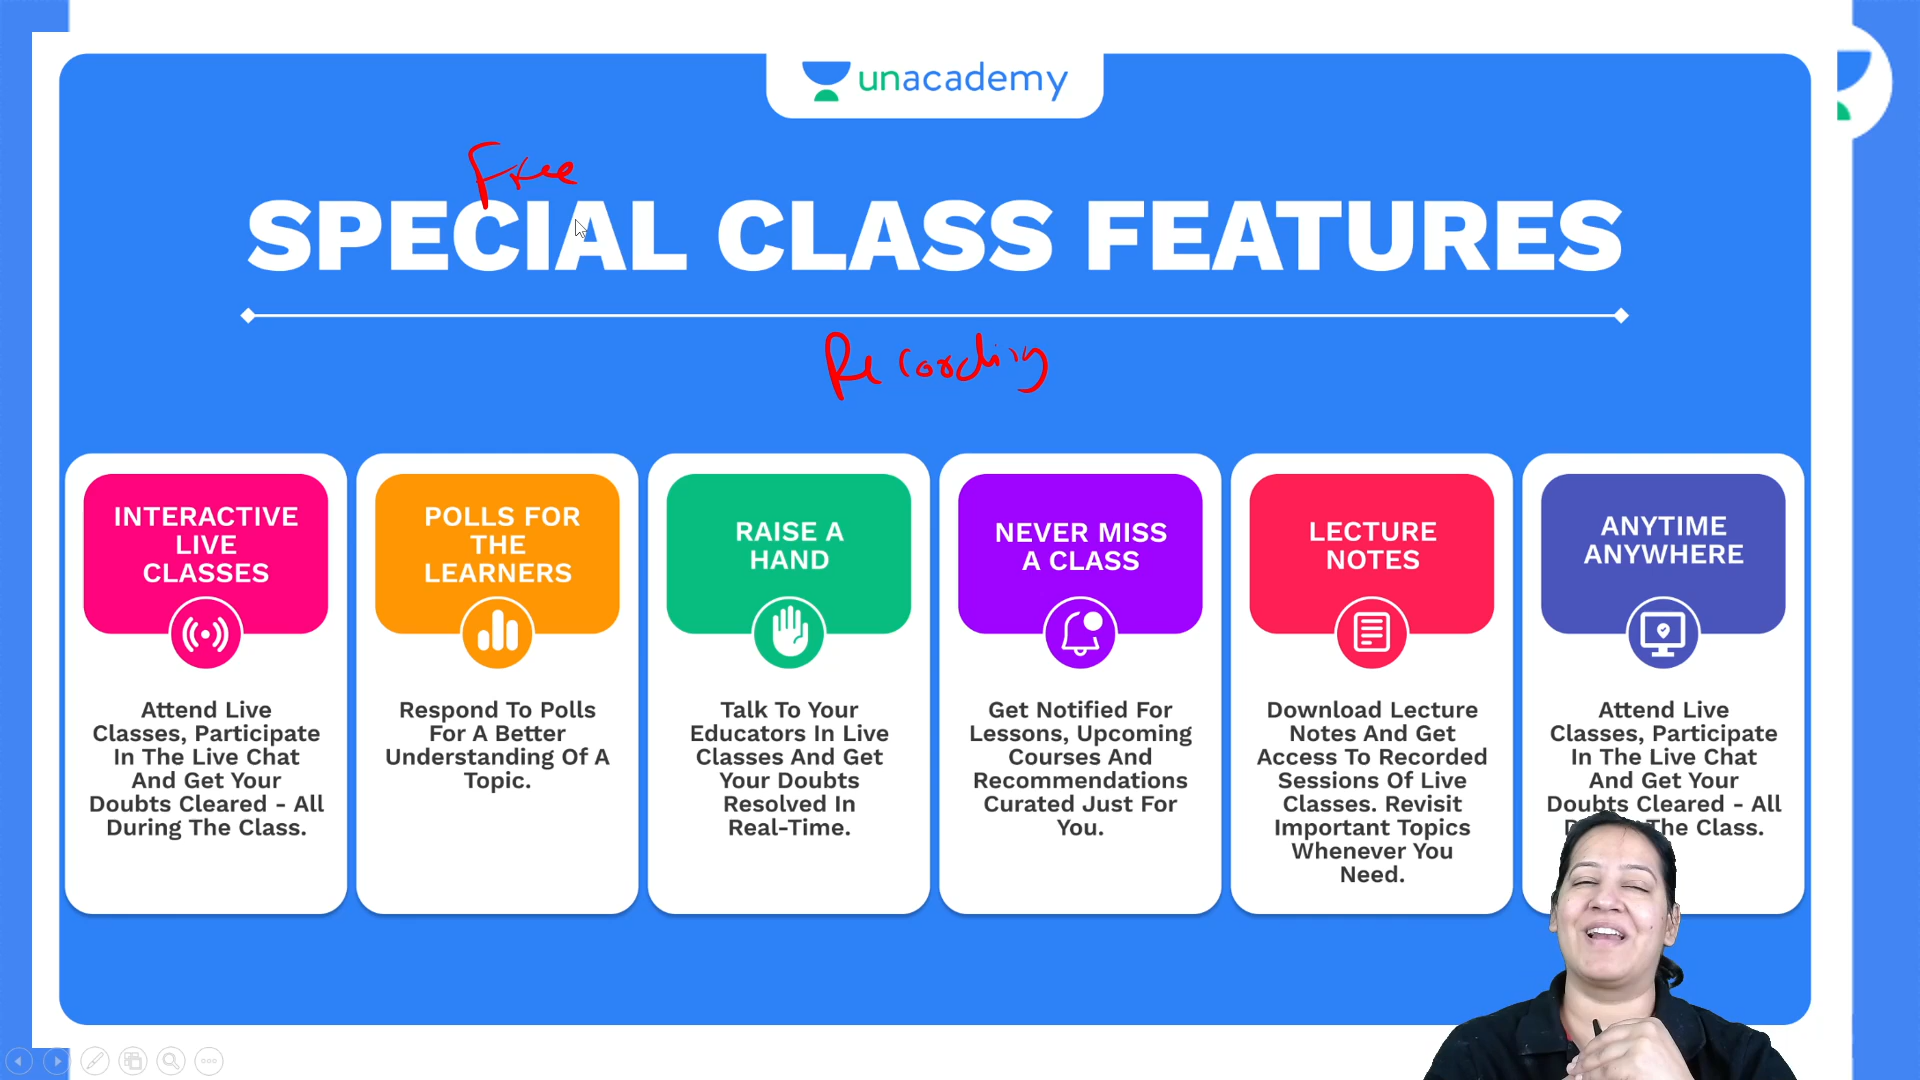 unacademy
Free
SPECIAL CLASS FEATURES
Recording
INTERACTIVE
LIVE
CLASSES
Attend Live
Classes, Participate
In The Live Chat
And Get Your
Doubts Cleared - All
During The Class.
POLLS FOR
THE
LEARNERS
Respond To Polls
For A Better
Understanding Of A
Topic.
RAISE A
HAND
Talk To Your
Educators In Live
Classes And Get
Your Doubts
Resolved In
Real-Time.
NEVER MISS
A CLASS
Get Notified For
Lessons, Upcoming
Courses And
Recommendations
Curated Just For
You.
LECTURE
NOTES
Download Lecture
Notes And Get
Access To Recorded
Sessions Of Live
Classes. Revisit
Important Topics
Whenever You
Need.
ANYTIME
ANYWHERE
Attend Live
Classes, Participate
In The Live Chat
And Get Your
Doubts Cleared - All
The Class.